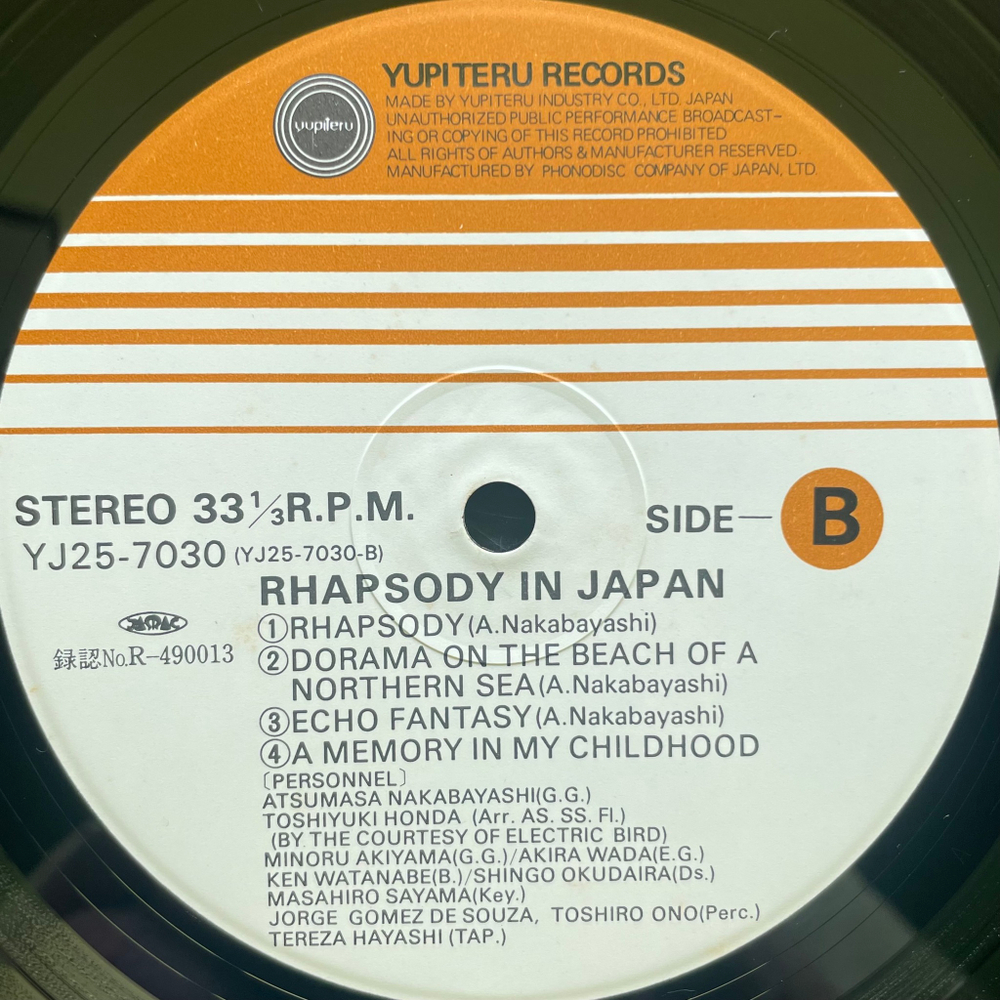 YUPITERU RECORDS
MADE BY YUPITERU INDUSTRY CO., LTD. JAPAN
UNAUTHORIZED PUBLIC PERFORMANCE BROADCAST-
ING OR COPYING OF THIS RECORD PROHIBITED
ALL RIGHTS OF AUTHORS & MANUFACTURER RESERVED.
MANUFACTURED BY PHONODISC COMPANY OF JAPAN, LTD.
yupiteru
STEREO 33⅓R.P.M.
SIDE—B
YJ25-7030 (YJ25-7030-B)
RHAPSODY IN JAPAN
JASRAC
録認No.R-490013
①RHAPSODY(A.Nakabayashi)
②DORAMA ON THE BEACH OF A
NORTHERN SEA(A.Nakabayashi)
③ECHO FANTASY(A.Nakabayashi)
④A MEMORY IN MY CHILDHOOD
〔PERSONNEL〕
ATSUMASA NAKABAYASHI(G.G.)
TOSHIYUKI HONDA (Arr. AS. SS. Fl.)
(BY THE COURTESY OF ELECTRIC BIRD)
MINORU AKIYAMA(G.G.)/AKIRA WADA(E.G.)
KEN WATANABE(B.)/SHINGO OKUDAIRA(Ds.)
MASAHIRO SAYAMA(Key.)
JORGE GOMEZ DE SOUZA, TOSHIRO ONO(Perc.)
TEREZA HAYASHI (TAP.)